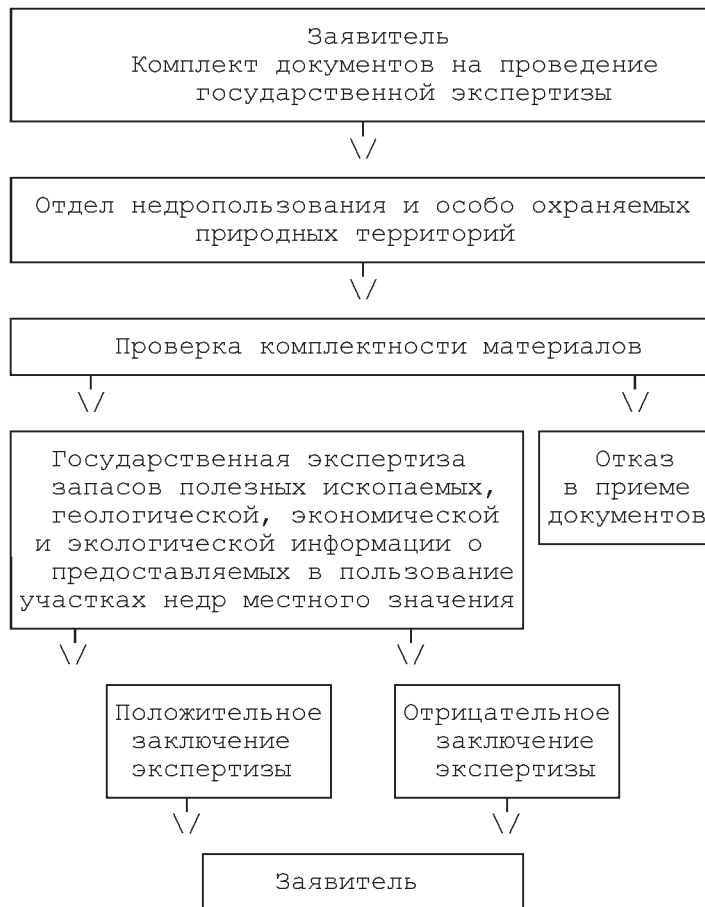 Заявитель
Комплект документов на проведение
государственной экспертизы
Отдел недропользования и особо охраняемых
природных территорий
Проверка комплектности материалов
Государственная экспертиза
запасов полезных ископаемых,
геологической, экономической
и экологической информации о
предоставляемых в пользование
участках недр местного значения
Отказ
в приеме
документов
Положительное
заключение
экспертизы
Отрицательное
заключение
экспертизы
Заявитель